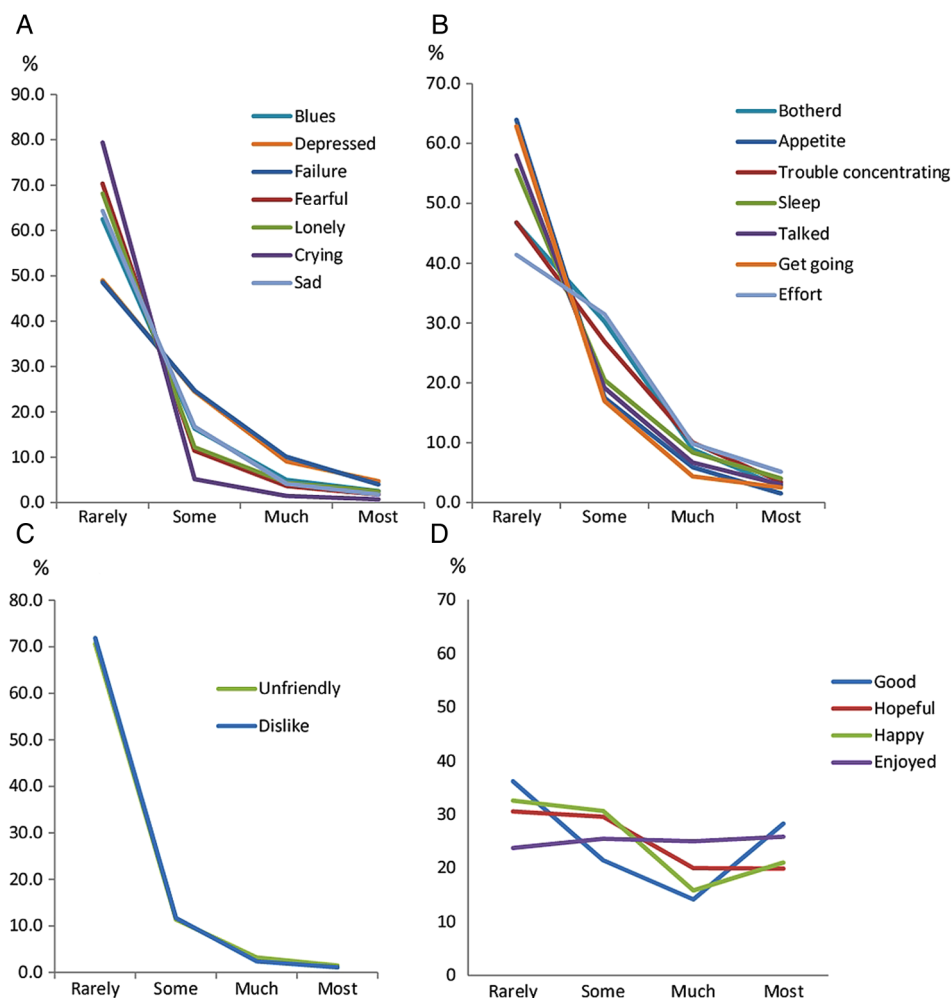 A
%
90.0
80.0
70.0
60.0
50.0
40.0
30.0
20.0
10.0
0.0
Rarely Some Much Most
Blues
Depressed
Failure
Fearful
Lonely
Crying
Sad
B
%
70.0
60.0
50.0
40.0
30.0
20.0
10.0
0.0
Rarely Some Much Most
Botherd
Appetite
Trouble concentrating
Sleep
Talked
Get going
Effort
C
%
80.0
70.0
60.0
50.0
40.0
30.0
20.0
10.0
0.0
Rarely Some Much Most
Unfriendly
Dislike
D
%
70
60
50
40
30
20
10
0
Rarely Some Much Most
Good
Hopeful
Happy
Enjoyed